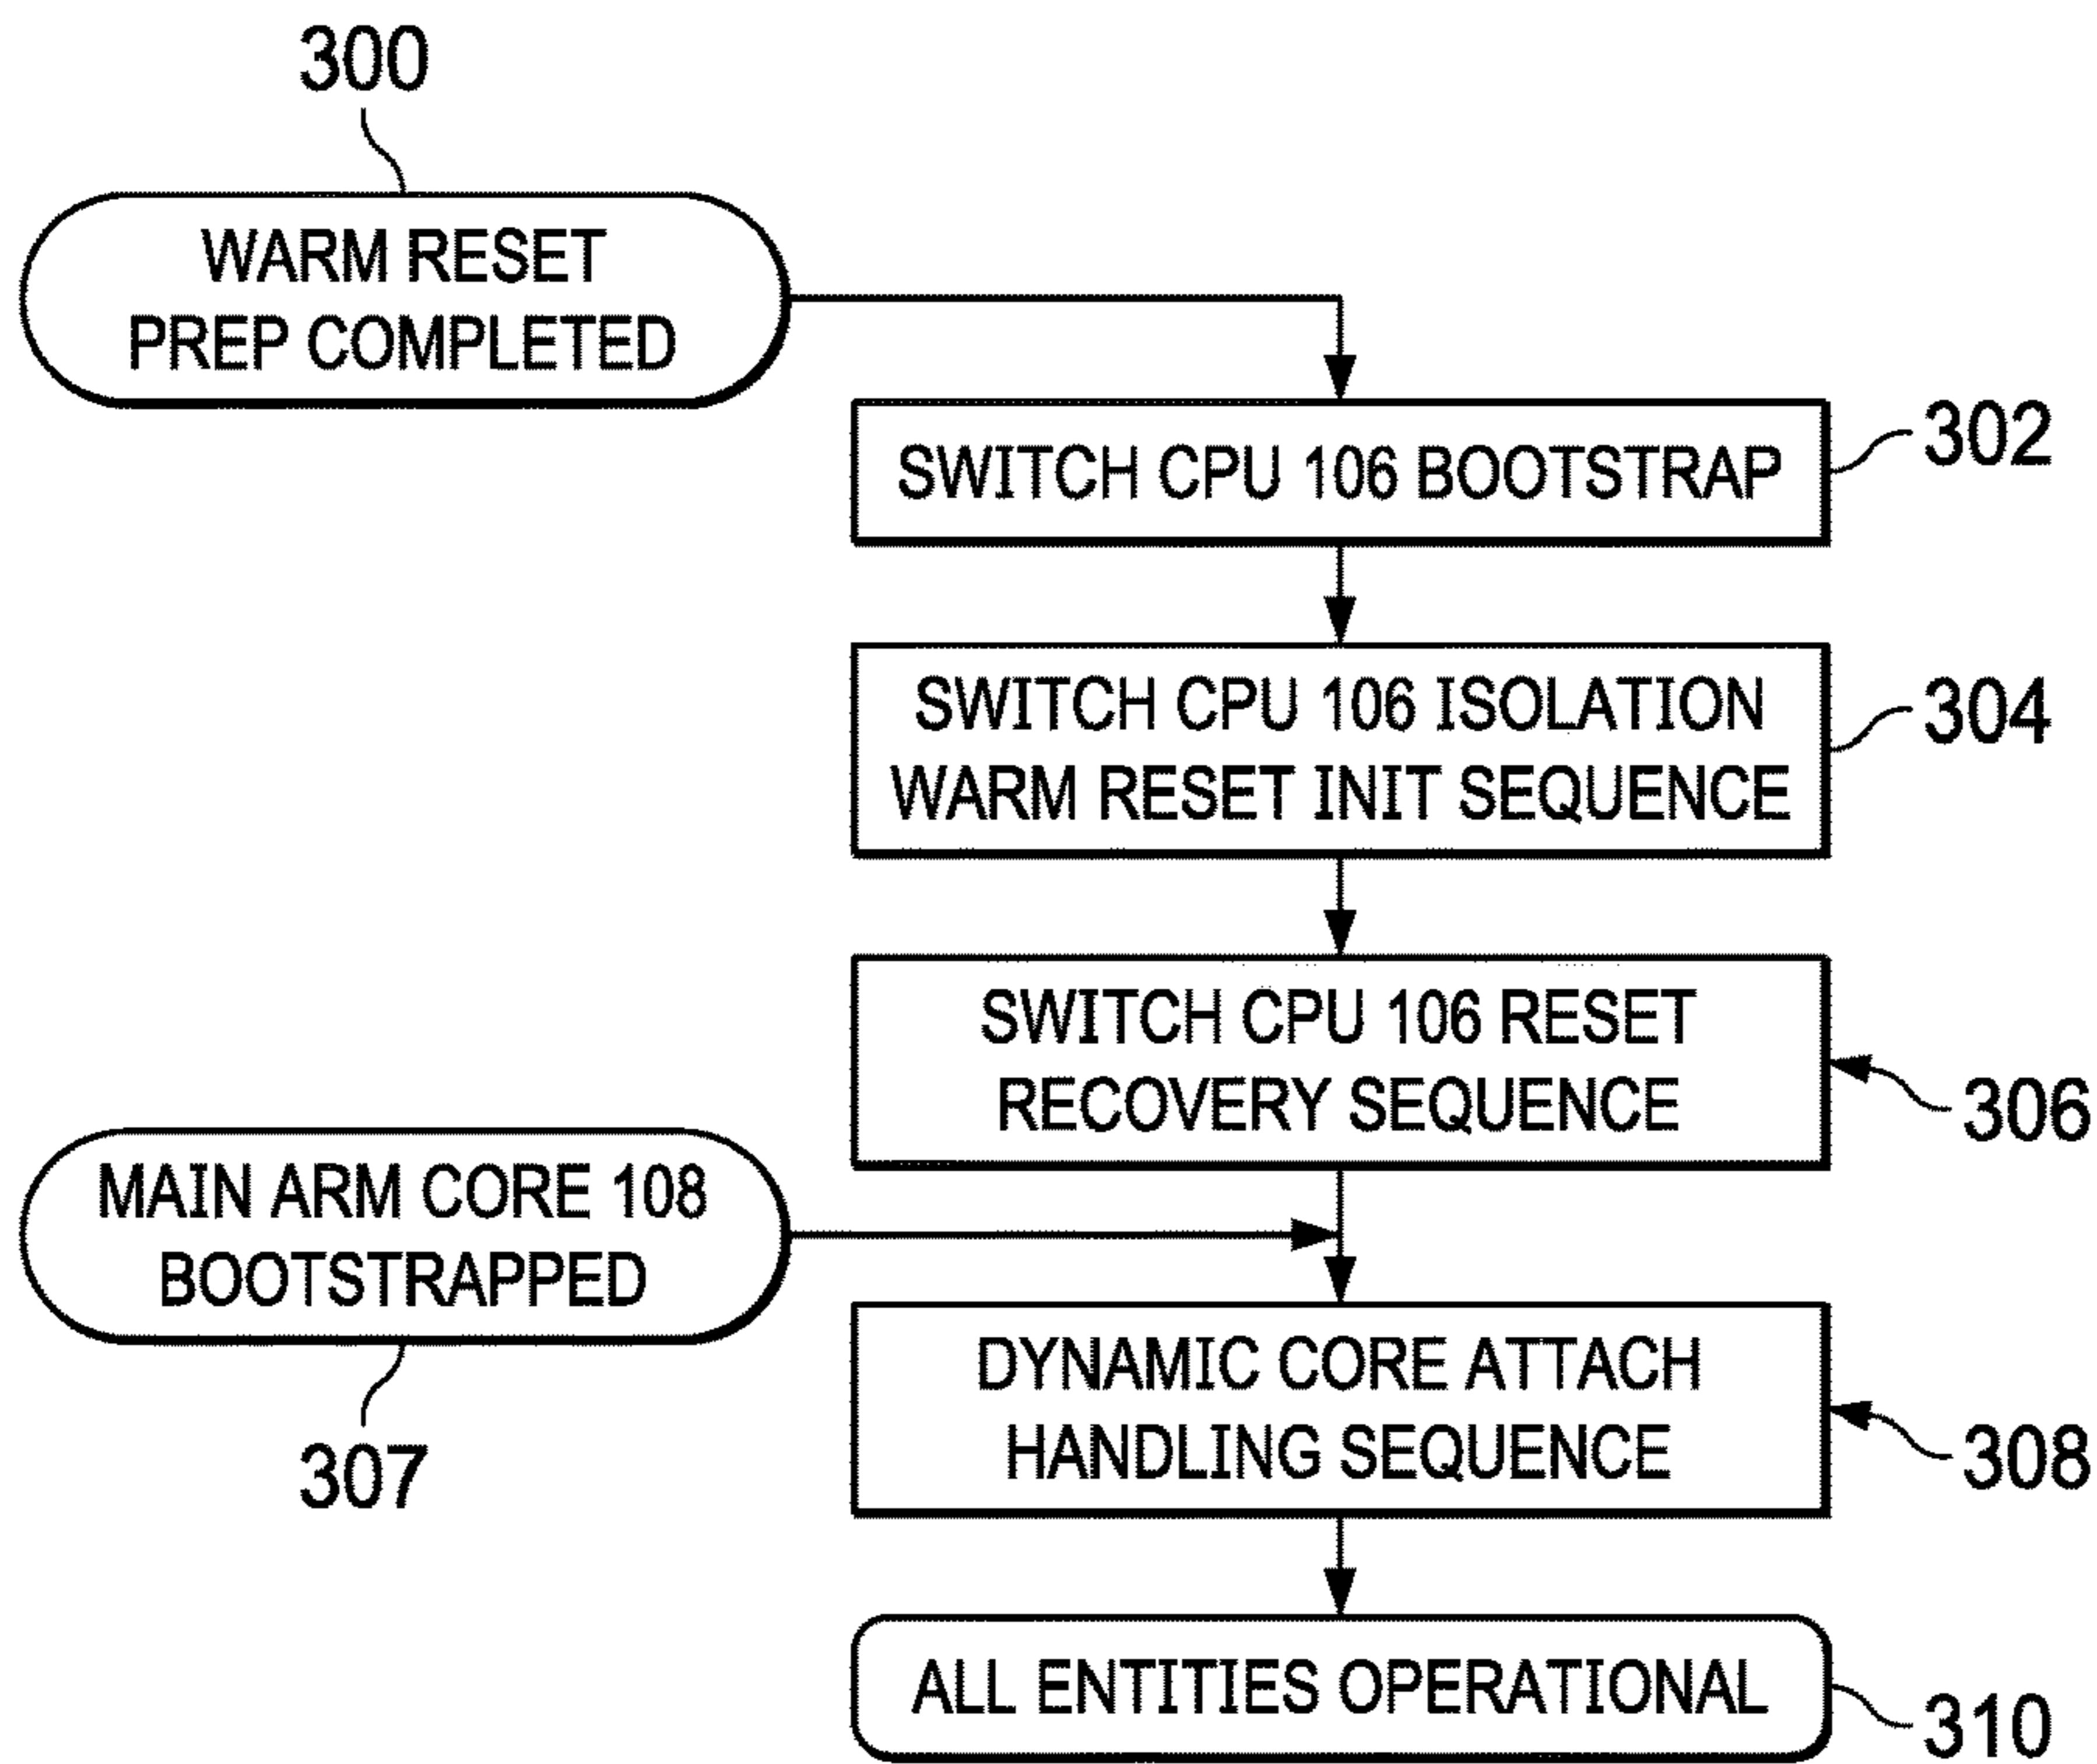 300
WARM RESET
PREP COMPLETED
SWITCH CPU 106 BOOTSTRAP
302
SWITCH CPU 106 ISOLATION
WARM RESET INIT SEQUENCE
304
SWITCH CPU 106 RESET
RECOVERY SEQUENCE
306
MAIN ARM CORE 108
BOOTSTRAPPED
307
DYNAMIC CORE ATTACH
HANDLING SEQUENCE
308
ALL ENTITIES OPERATIONAL
310